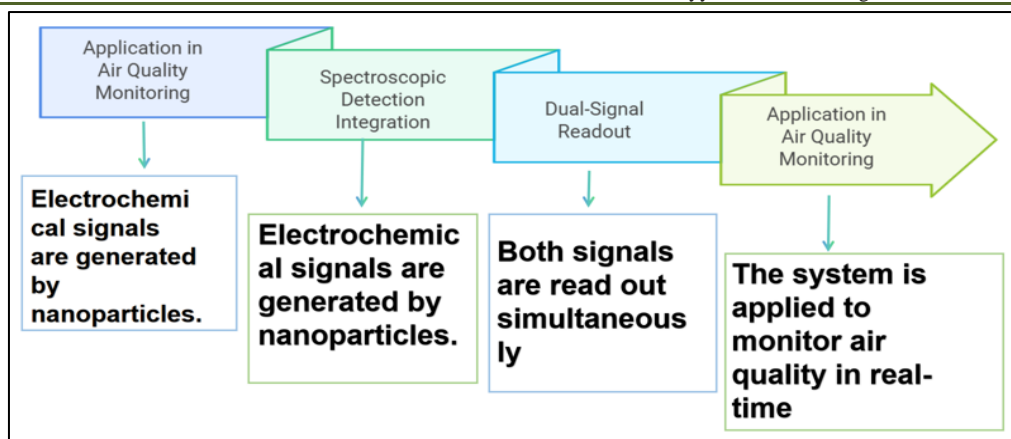 Application in
Air Quality
Monitoring
Spectroscopic
Detection
Integration
Dual-Signal
Readout
Application in
Air Quality
Monitoring
Electrochemi
cal signals
are generated
by
nanoparticles.
Electrochemic
al signals are
generated by
nanoparticles.
Both signals
are read out
simultaneous
ly
The system is
applied to
monitor air
quality in real-
time